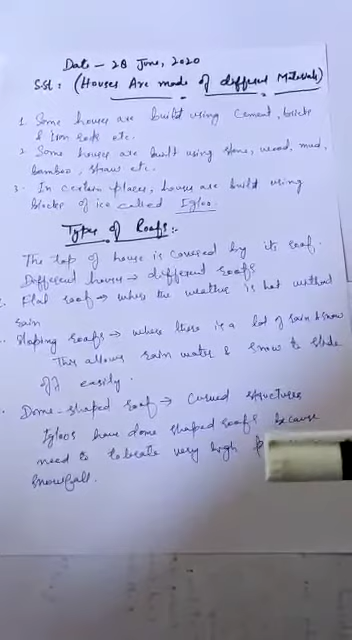 Date - 28 June, 2020
S.St : (Houses Are made of different Materials)
1. Some houses are built using Cement, bricks
& iron rods etc.
2. Some houses are built using stone, wood, mud,
bamboo, straw etc.
3. In certain places, houses are build using
blocks of ice called Igloo.
Types of Roofs :-
The top of house is covered by its roof.
Different houses → different roofs
Flat roof → where the weather is hot without
rain
Sloping roofs → where there is a lot of rain & snow
This allows rain water & snow to slide
off easily.
Dome-shaped roof → Curved structures
Igloos have dome shaped roofs because
need to tolerate very high
snowfall.